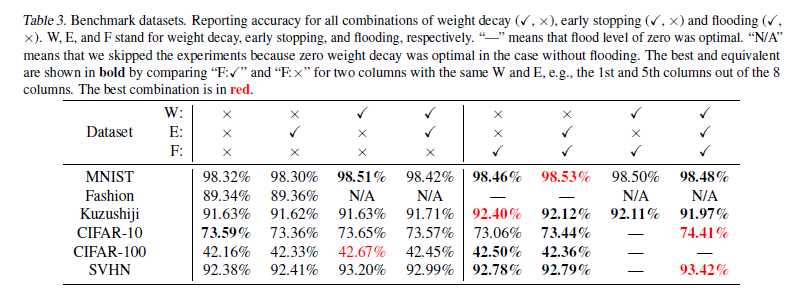 Table 3. Benchmark datasets. Reporting accuracy for all combinations of weight decay (✓, ×), early stopping (✓, ×) and flooding (✓,
×). W, E, and F stand for weight decay, early stopping, and flooding, respectively. “—” means that flood level of zero was optimal. “N/A”
means that we skipped the experiments because zero weight decay was optimal in the case without flooding. The best and equivalent
are shown in bold by comparing “F:✓” and “F:×” for two columns with the same W and E, e.g., the 1st and 5th columns out of the 8
columns. The best combination is in red.
W: × × ✓ ✓ × × ✓ ✓
Dataset E: × ✓ × ✓ × ✓ × ✓
F: × × × × ✓ ✓ ✓ ✓
MNIST 98.32% 98.30% 98.51% 98.42% 98.46% 98.53% 98.50% 98.48%
Fashion 89.34% 89.36% N/A N/A — — N/A N/A
Kuzushiji 91.63% 91.62% 91.63% 91.71% 92.40% 92.12% 92.11% 91.97%
CIFAR-10 73.59% 73.36% 73.65% 73.57% 73.06% 73.44% — 74.41%
CIFAR-100 42.16% 42.33% 42.67% 42.45% 42.50% 42.36% — —
SVHN 92.38% 92.41% 93.20% 92.99% 92.78% 92.79% — 93.42%